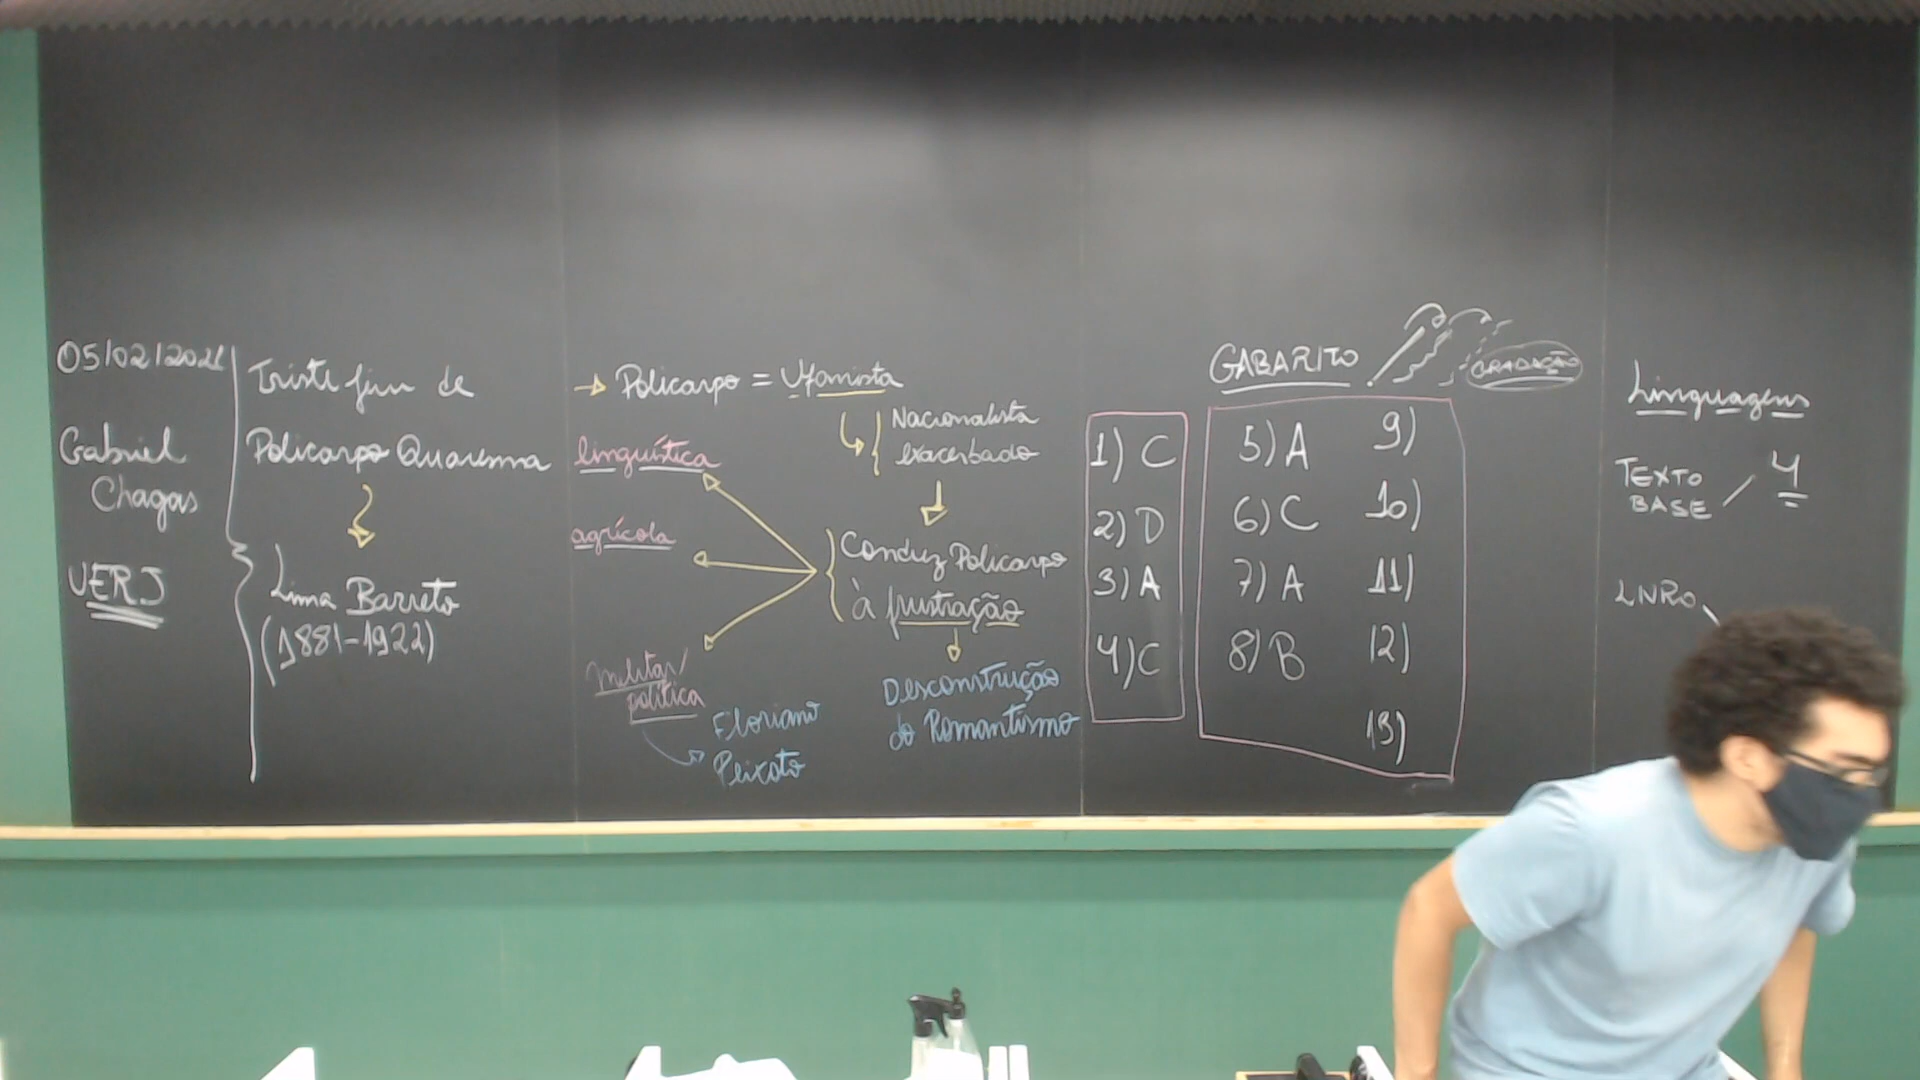 05/02/2021
Gabriel
Chagas
UERJ
Triste fim de
Policarpo Quaresma
Lima Barreto
(1881-1922)
→ Policarpo = Ufanista
Nacionalista
exacerbado
Conduz Policarpo
à frustração
Desconstrução
do Romantismo
linguística
agrícola
militar/
política
Floriano
Peixoto
GABARITO
GRADAÇÃO
1) C
2) D
3) A
4) C
5) A
6) C
7) A
8) B
9)
10)
11)
12)
13)
Linguagens
TEXTO
BASE / 4
LIVRO